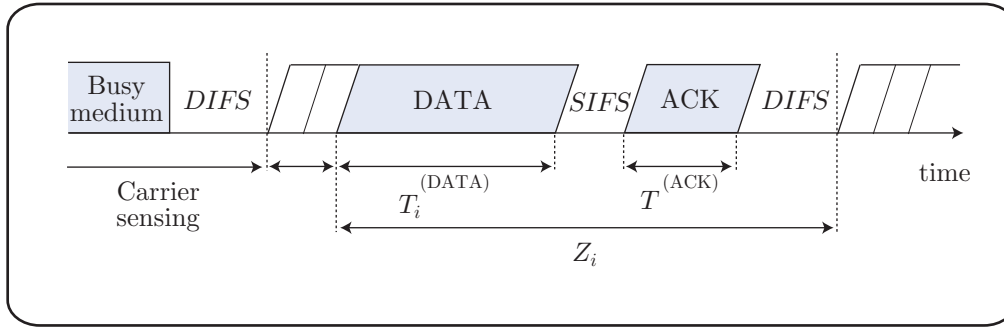 Busy
medium
DIFS
DATA
SIFS
ACK
DIFS
Carrier
sensing
T_i^(DATA)
T^(ACK)
time
Z_i